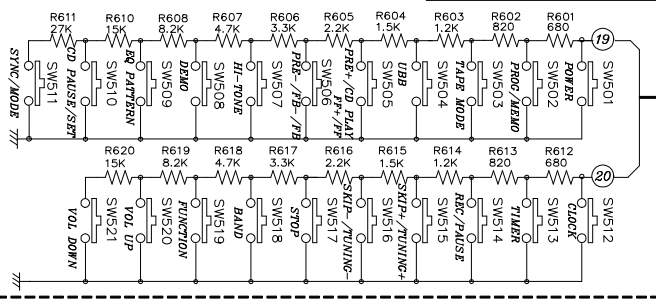 R611 R610 R608 R607 R606 R605 R604 R603 R602 R601
27K 15K 8.2K 4.7K 3.3K 2.2K 1.5K 1.2K 820 680
19
SW511
SYNC/MODE
SW510
CD PAUSE/SET
SW509
EQ PATTERN
SW508
DEMO
SW507
HI-TONE
SW506
PRE-/FB-/FB
SW505
PRE+/CD PLAY
FF+/FF
SW504
UBB
SW503
TAPE MODE
SW502
PROG/MEMO
SW501
POWER
R620 R619 R618 R617 R616 R615 R614 R613 R612
15K 8.2K 4.7K 3.3K 2.2K 1.5K 1.2K 820 680
20
SW521
VOL DOWN
SW520
VOL UP
SW519
FUNCTION
SW518
BAND
SW517
STOP
SW516
SKIP-/TUNING-
SW515
SKIP+/TUNING+
SW514
REC/PAUSE
SW513
TIMER
SW512
CLOCK